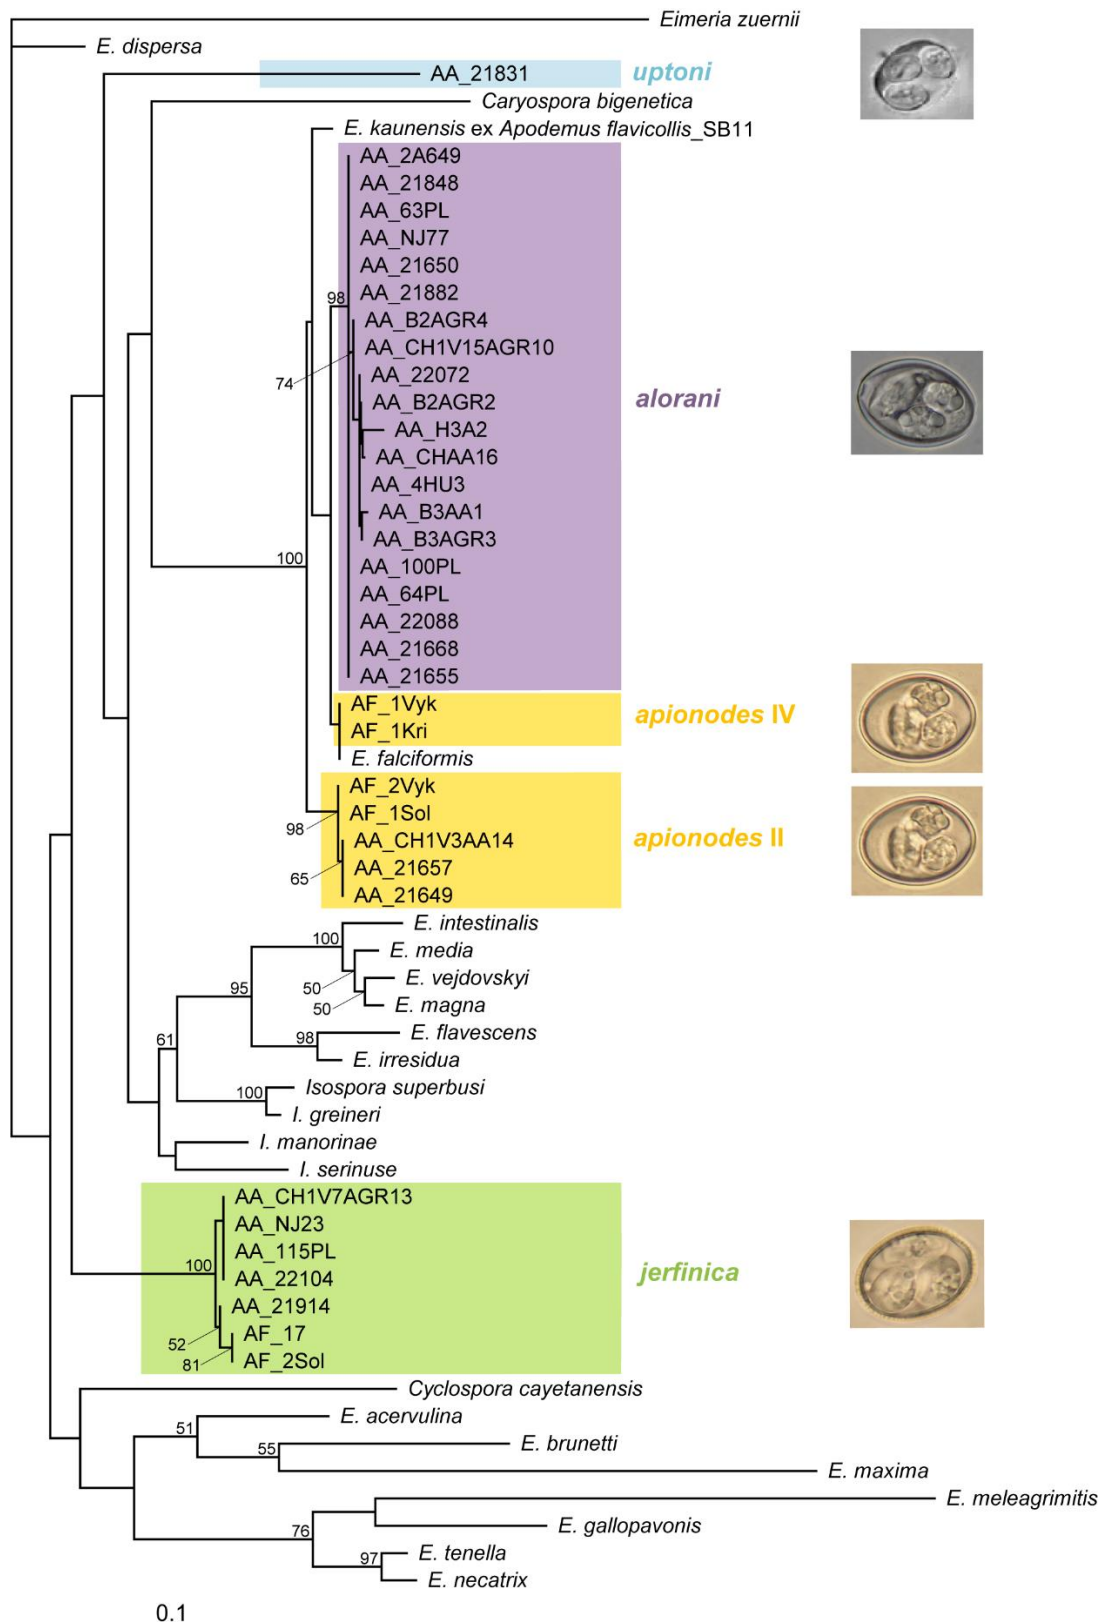 Eimeria zuernii
E. dispersa
AA_21831 uptoni
Caryospora bigenetica
E. kaunensis ex Apodemus flavicollis_SB11
AA_2A649
AA_21848
AA_63PL
AA_NJ77
AA_21650
AA_21882
98
AA_B2AGR4
AA_CH1V15AGR10
74
AA_22072
AA_B2AGR2
alorani
AA_H3A2
AA_CHAA16
AA_4HU3
AA_B3AA1
AA_B3AGR3
100
AA_100PL
AA_64PL
AA_22088
AA_21668
AA_21655
AF_1Vyk
apionodes IV
AF_1Kri
E. falciformis
AF_2Vyk
AF_1Sol
98
AA_CH1V3AA14
apionodes II
AA_21657
65
AA_21649
E. intestinalis
100
E. media
E. vejdovskyi
50
95
E. magna
50
E. flavescens
98
61
E. irresidua
Isospora superbusi
100
I. greineri
I. manorinae
I. serinuse
AA_CH1V7AGR13
AA_NJ23
AA_115PL
100
jerfinica
AA_22104
AA_21914
AF_17
52
AF_2Sol
81
Cyclospora cayetanensis
E. acervulina
51
E. brunetti
55
E. maxima
E. meleagrimitis
E. gallopavonis
76
E. tenella
97
E. necatrix
0.1